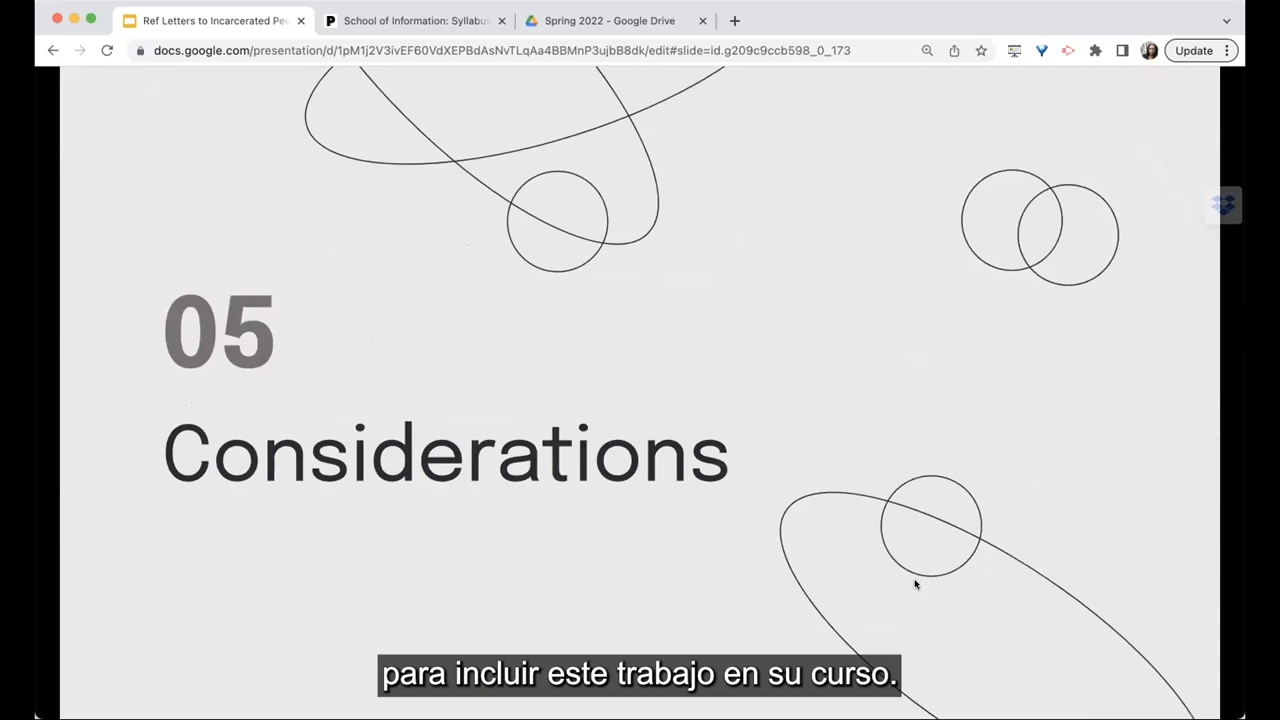 Ref Letters to Incarcerated Pe
School of Information: Syllabus
Spring 2022 - Google Drive
docs.google.com/presentation/d/1pM1j2V3ivEF60VdXEPBdAsNvTLqAa4BBMnP3ujbB8dk/edit#slide=id.g209c9ccb598_0_173
Update
05
Considerations
para incluir este trabajo en su curso.